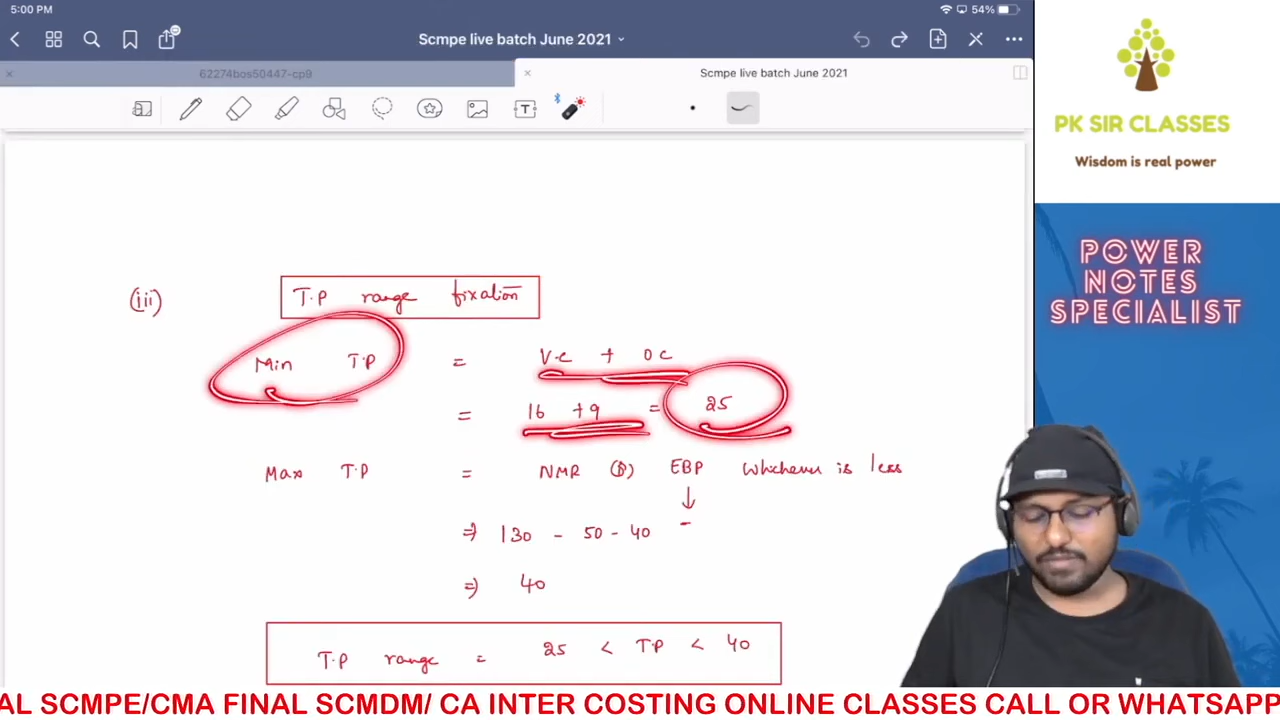 5:00 PM
54%
Scmpe live batch June 2021
62274bos50447-cp9
Scmpe live batch June 2021
PK SIR CLASSES
Wisdom is real power
POWER
NOTES
SPECIALIST
(iii) T.P range fixation
Min T.P = V.C + O C
= 16 + 9 = 25
Max T.P = NMR (or) EBP whichever is less
↓
⇒ 130 - 50 - 40 -
⇒ 40
T.P range = 25 < T.P < 40
AL SCMPE/CMA FINAL SCMDM/ CA INTER COSTING ONLINE CLASSES CALL OR WHATSAPP